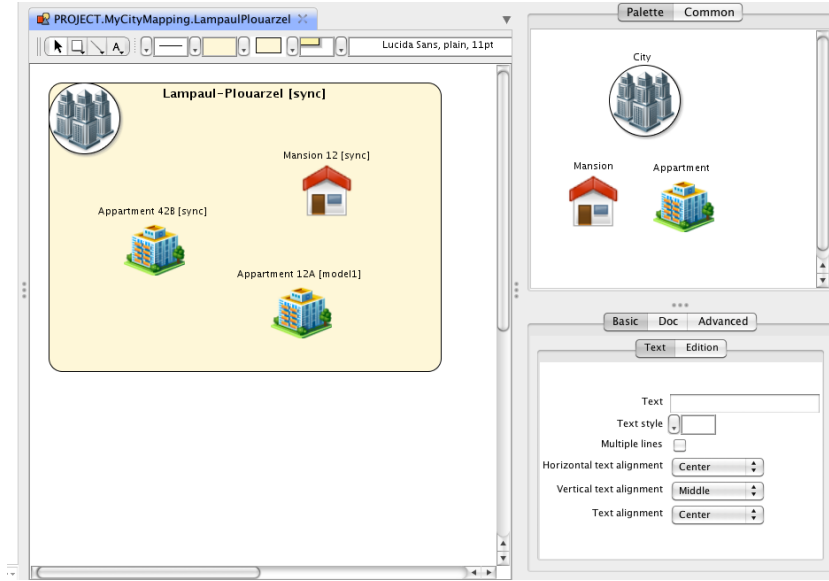 PROJECT.MyCityMapping.LampaulPlouarzel
A
Lucida Sans, plain, 11pt
Lampaul-Plouarzel [sync]
Mansion 12 [sync]
Appartment 42B [sync]
Appartment 12A [model1]
Palette Common
City
Mansion Appartment
Basic Doc Advanced
Text Edition
Text
Text style
Multiple lines
Horizontal text alignment Center
Vertical text alignment Middle
Text alignment Center